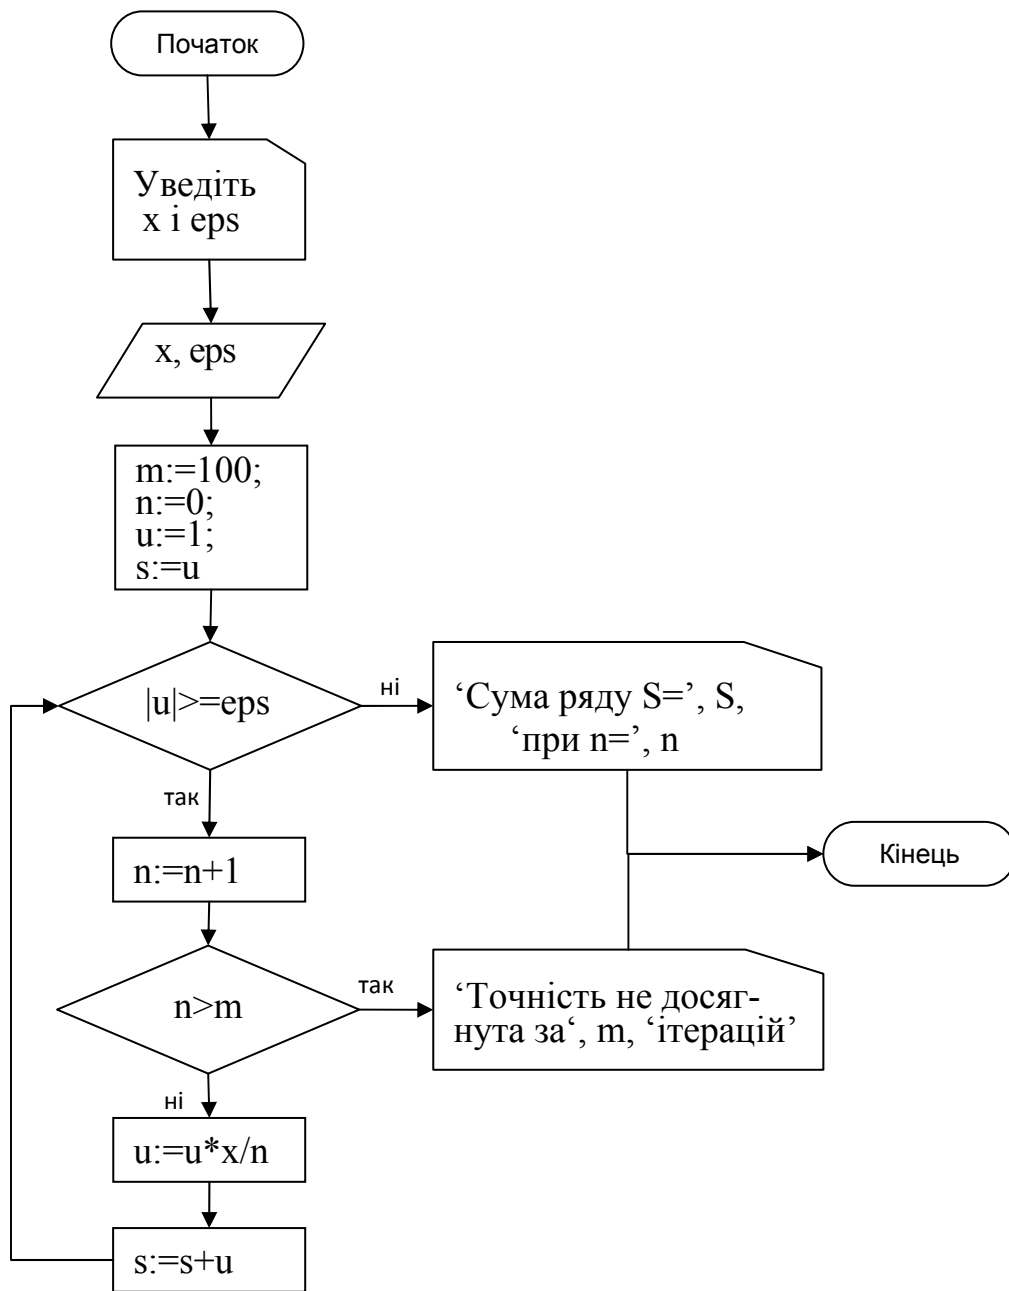 Початок
Уведіть
x і eps
x, eps
m:=100;
n:=0;
u:=1;
s:=u
|u|>=eps
ні
‘Сума ряду S=’, S,
‘при n=’, n
так
n:=n+1
Кінець
n>m
так
‘Точність не досяг-
нута за‘, m, ‘ітерацій’
ні
u:=u*x/n
s:=s+u